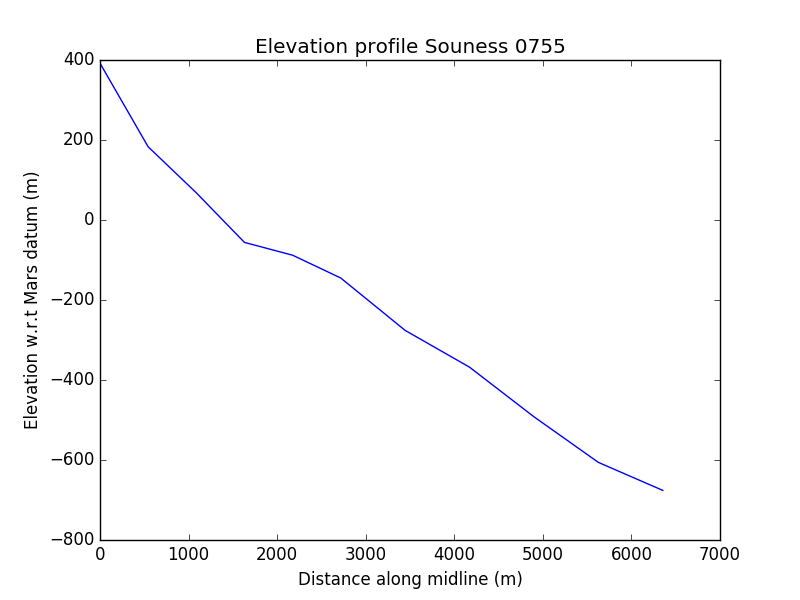 Elevation profile Souness 0755
400
200
0
−200
−400
−600
−800
Elevation w.r.t Mars datum (m)
0 1000 2000 3000 4000 5000 6000 7000
Distance along midline (m)